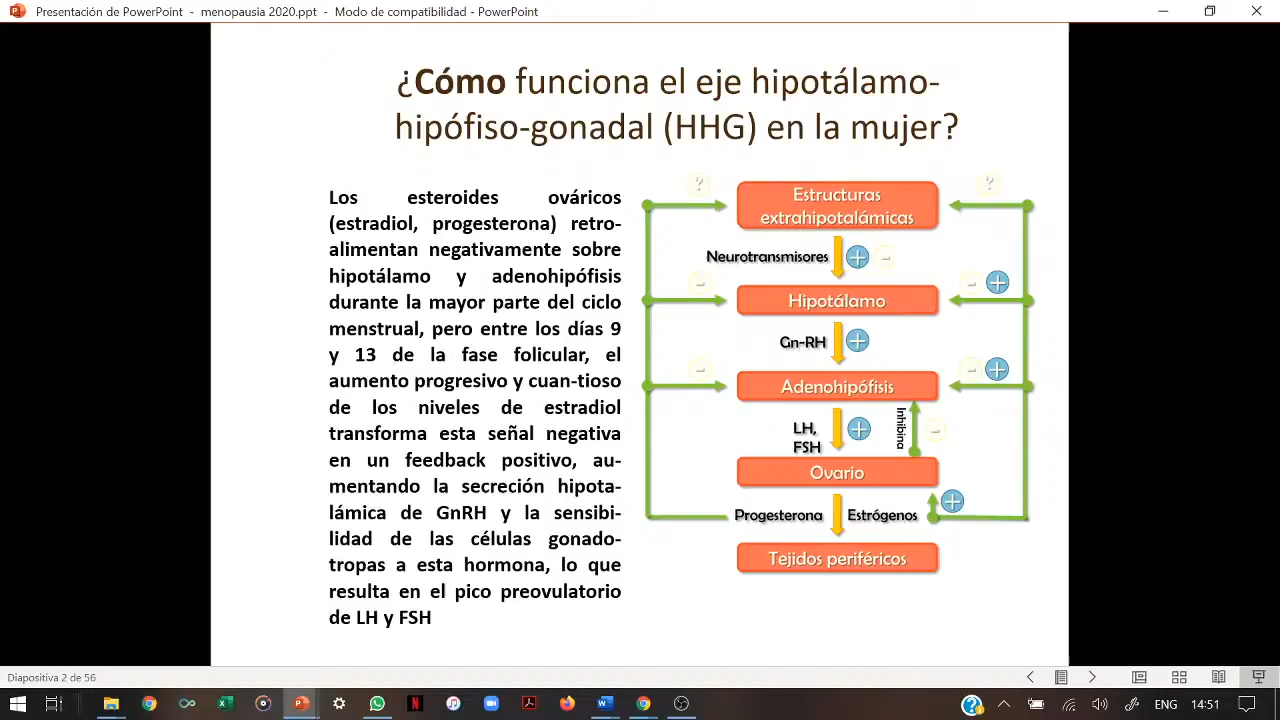 Presentación de PowerPoint - menopausia 2020.ppt - Modo de compatibilidad - PowerPoint
¿Cómo funciona el eje hipotálamo-
hipófiso-gonadal (HHG) en la mujer?
Los esteroides ováricos
(estradiol, progesterona) retro-
alimentan negativamente sobre
hipotálamo y adenohipófisis
durante la mayor parte del ciclo
menstrual, pero entre los días 9
y 13 de la fase folicular, el
aumento progresivo y cuan-tioso
de los niveles de estradiol
transforma esta señal negativa
en un feedback positivo, au-
mentando la secreción hipota-
lámica de GnRH y la sensibi-
lidad de las células gonado-
tropas a esta hormona, lo que
resulta en el pico preovulatorio
de LH y FSH
? ?
Estructuras
extrahipotalámicas
Neurotransmisores + -
- Hipotálamo - +
Gn-RH +
- Adenohipófisis - +
LH,
FSH + Inhibina -
Ovario
Progesterona Estrógenos +
Tejidos periféricos
Diapositiva 2 de 56
ENG 14:51